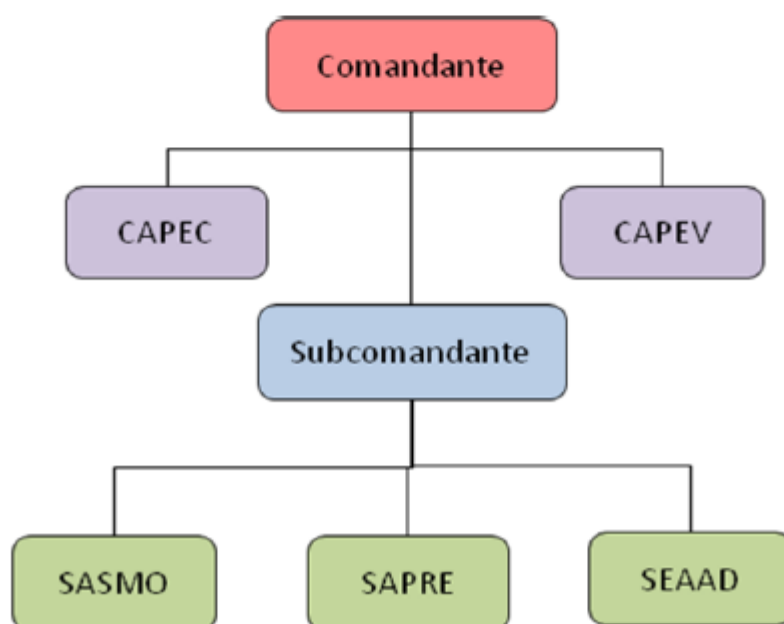 Comandante
CAPEC
CAPEV
Subcomandante
SASMO
SAPRE
SEAAD